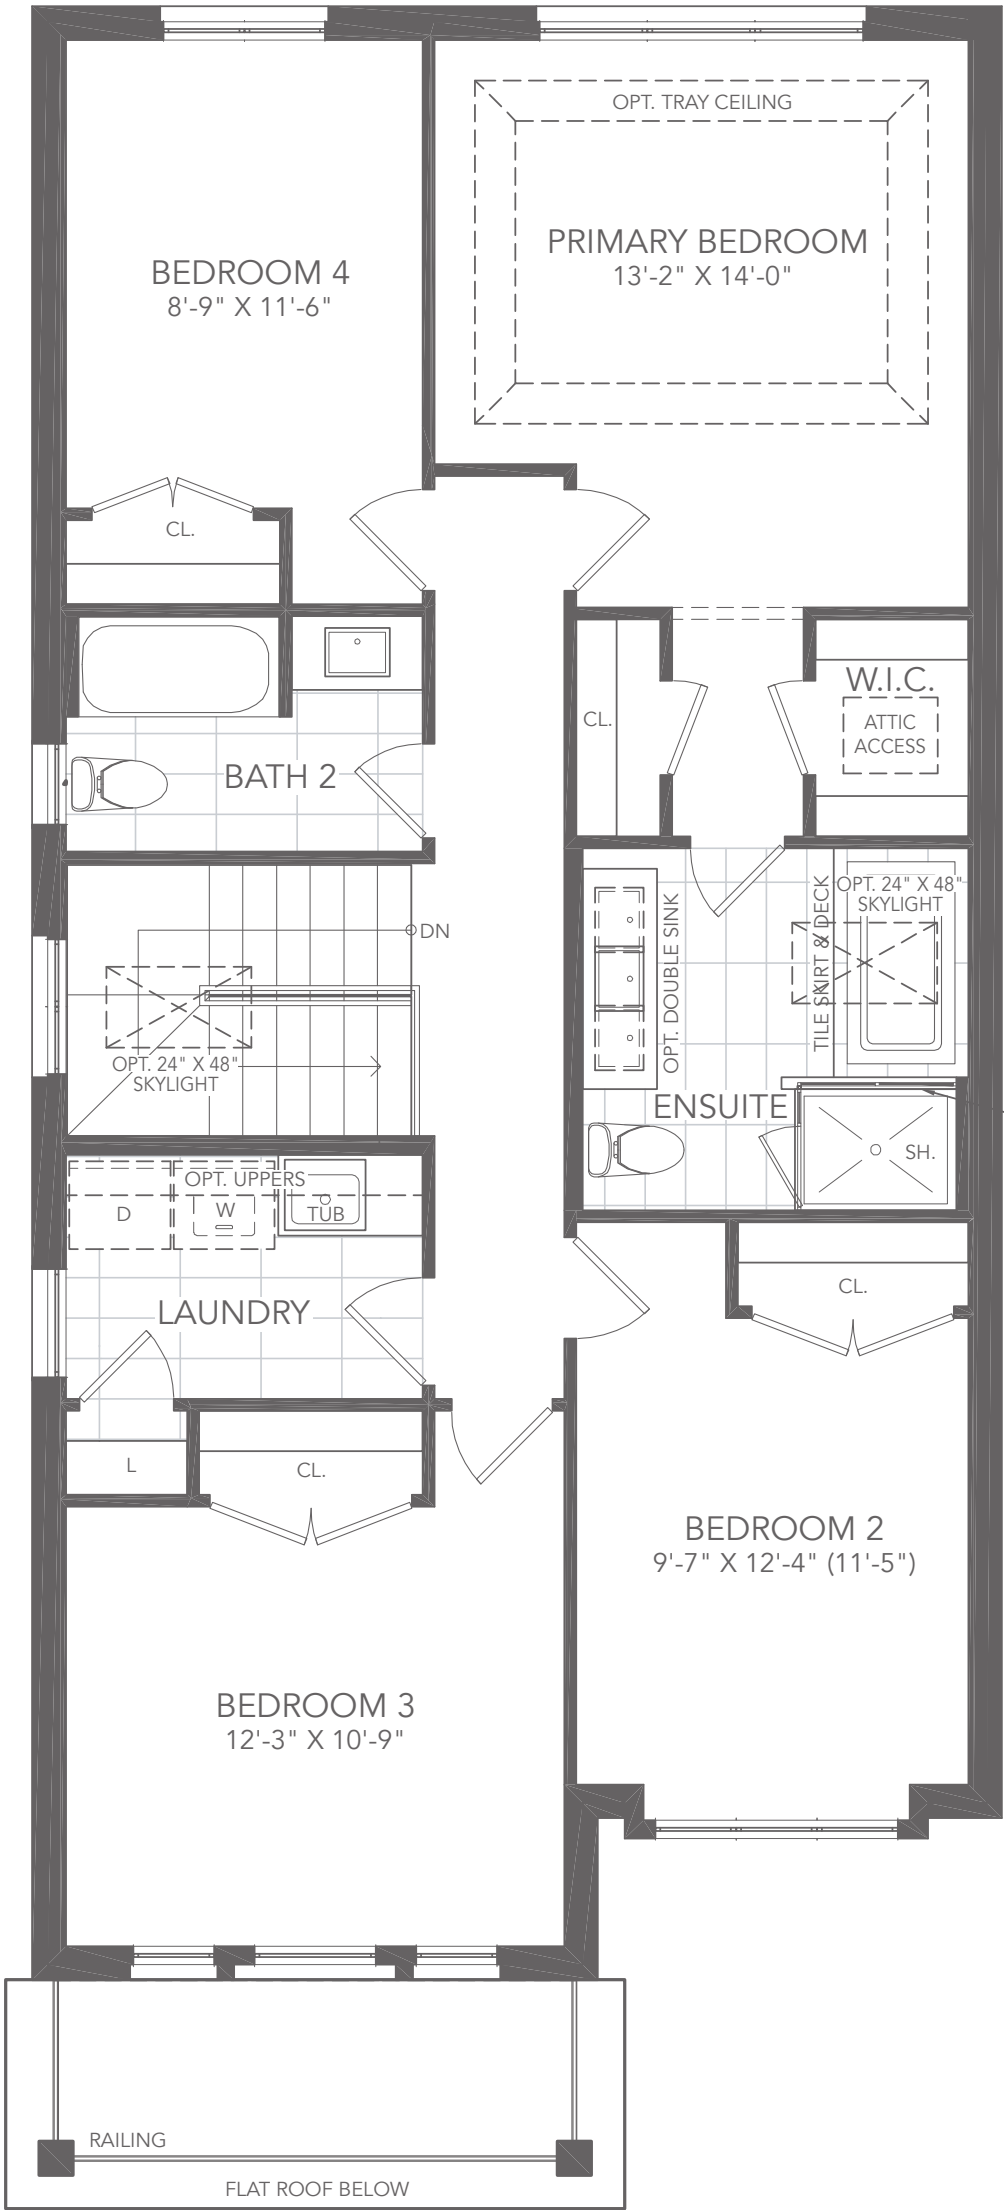 OPT. TRAY CEILING
PRIMARY BEDROOM
13'-2" X 14'-0"
BEDROOM 4
8'-9" X 11'-6"
CL.
CL.
W.I.C.
ATTIC
ACCESS
BATH 2
DN
OPT. 24" X 48"
SKYLIGHT
OPT. DOUBLE SINK
TILE SKIRT & DECK
OPT. 24" X 48"
SKYLIGHT
ENSUITE
SH.
OPT. UPPERS
D
W
TUB
LAUNDRY
L
CL.
CL.
BEDROOM 2
9'-7" X 12'-4" (11'-5")
BEDROOM 3
12'-3" X 10'-9"
RAILING
FLAT ROOF BELOW